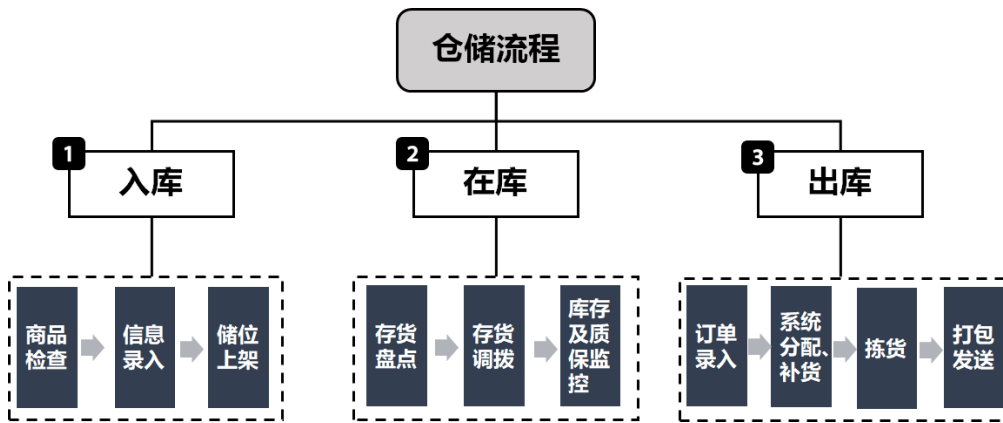 仓储流程
1
入库
2
在库
3
出库
商品
检查
信息
录入
储位
上架
存货
盘点
存货
调拨
库存
及质
保监
控
订单
录入
系统
分配、
补货
拣货
打包
发送